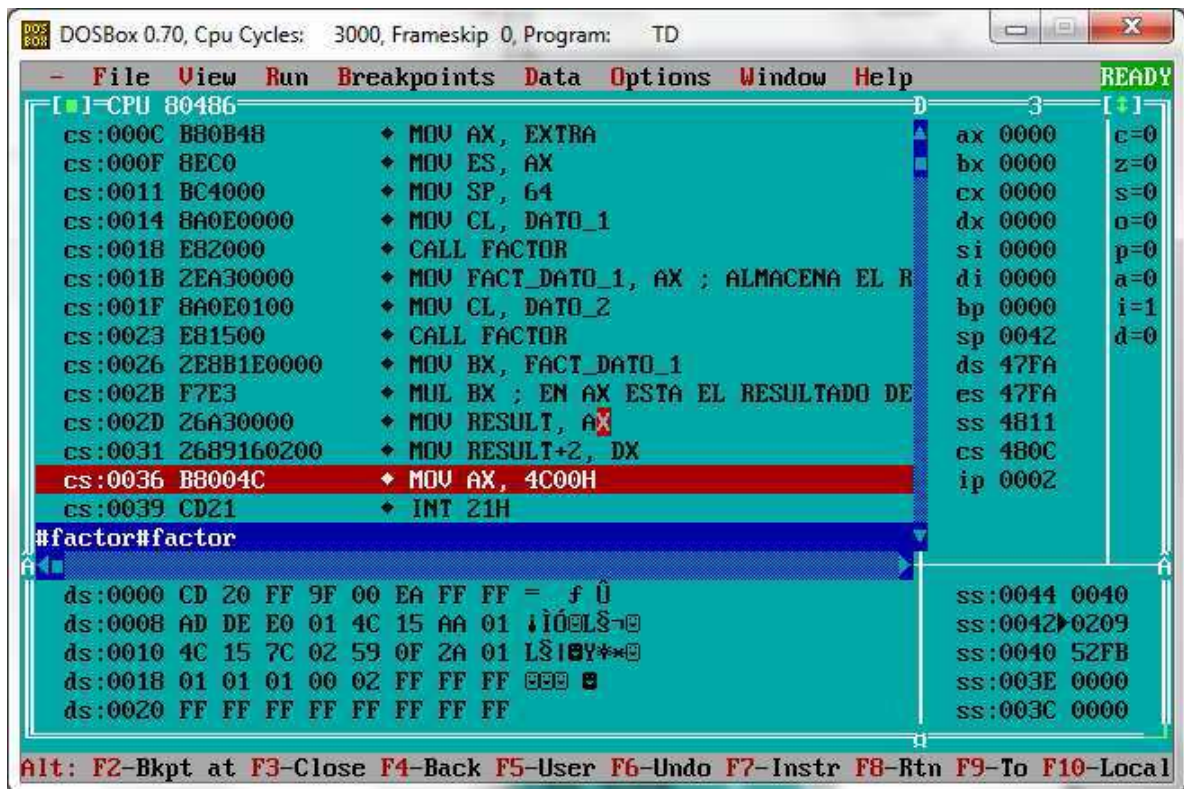 DOSBox 0.70, Cpu Cycles: 3000, Frameskip 0, Program: TD
- File View Run Breakpoints Data Options Window Help READY
[■]=CPU 80486 D 3 [↕]
cs:000C B80B48 ♦ MOV AX, EXTRA ax 0000 c=0
cs:000F 8EC0 ♦ MOV ES, AX bx 0000 z=0
cs:0011 BC4000 ♦ MOV SP, 64 cx 0000 s=0
cs:0014 8A0E0000 ♦ MOV CL, DATO_1 dx 0000 o=0
cs:0018 E82000 ♦ CALL FACTOR si 0000 p=0
cs:001B 2EA30000 ♦ MOV FACT_DATO_1, AX ; ALMACENA EL R di 0000 a=0
cs:001F 8A0E0100 ♦ MOV CL, DATO_2 bp 0000 i=1
cs:0023 E81500 ♦ CALL FACTOR sp 0042 d=0
cs:0026 2E8B1E0000 ♦ MOV BX, FACT_DATO_1 ds 47FA
cs:002B F7E3 ♦ MUL BX ; EN AX ESTA EL RESULTADO DE es 47FA
cs:002D 26A30000 ♦ MOV RESULT, AX ss 4811
cs:0031 2689160200 ♦ MOV RESULT+2, DX cs 480C
cs:0036 B8004C ♦ MOV AX, 4C00H ip 0002
cs:0039 CD21 ♦ INT 21H
#factor#factor
ds:0000 CD 20 FF 9F 00 EA FF FF = ƒ Û ss:0044 0040
ds:0008 AD DE E0 01 4C 15 AA 01 ss:0042▶0209
ds:0010 4C 15 7C 02 59 0F 2A 01 ss:0040 52FB
ds:0018 01 01 01 00 02 FF FF FF ss:003E 0000
ds:0020 FF FF FF FF FF FF FF FF ss:003C 0000
Alt: F2-Bkpt at F3-Close F4-Back F5-User F6-Undo F7-Instr F8-Rtn F9-To F10-Local